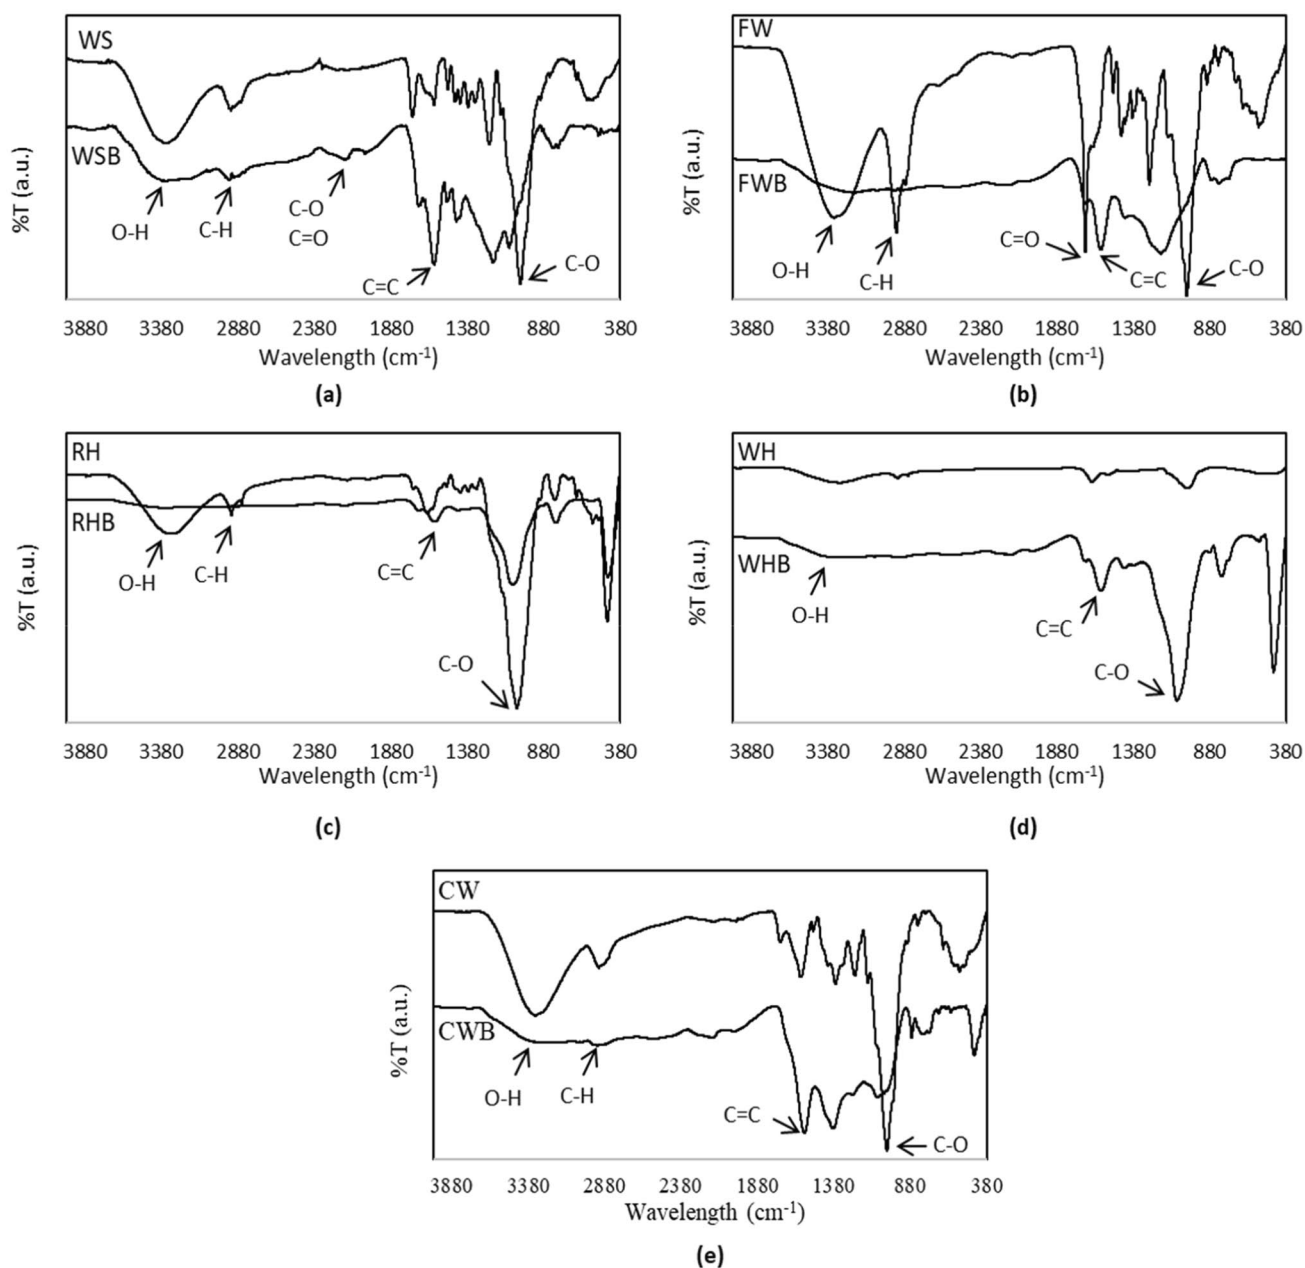 WS
WSB
%T (a.u.)
O-H
C-H
C-O
C=O
C=C
C-O
3880 3380 2880 2380 1880 1380 880 380
Wavelength (cm-1)
(a)
FW
FWB
%T (a.u.)
O-H
C-H
C=O
C=C
C-O
3880 3380 2880 2380 1880 1380 880 380
Wavelength (cm-1)
(b)
RH
RHB
%T (a.u.)
O-H
C-H
C=C
C-O
3880 3380 2880 2380 1880 1380 880 380
Wavelength (cm-1)
(c)
WH
WHB
%T (a.u.)
O-H
C=C
C-O
3880 3380 2880 2380 1880 1380 880 380
Wavelength (cm-1)
(d)
CW
CWB
%T (a.u.)
O-H
C-H
C=C
C-O
3880 3380 2880 2380 1880 1380 880 380
Wavelength (cm-1)
(e)